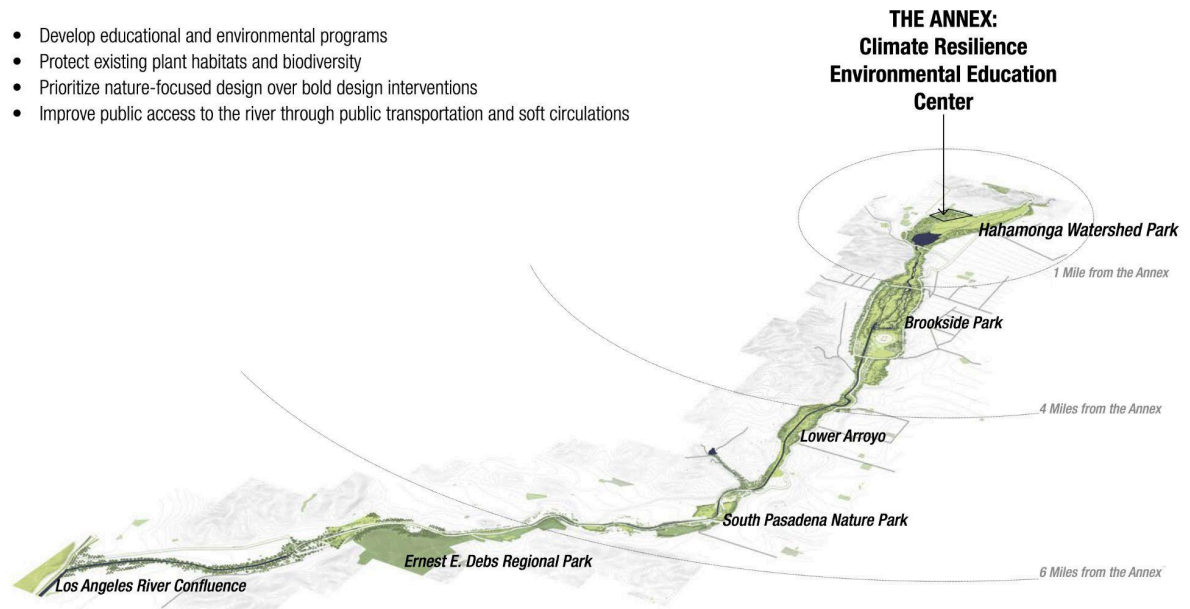 • Develop educational and environmental programs
• Protect existing plant habitats and biodiversity
• Prioritize nature-focused design over bold design interventions
• Improve public access to the river through public transportation and soft circulations
THE ANNEX:
Climate Resilience
Environmental Education
Center
Hahamonga Watershed Park
1 Mile from the Annex
Brookside Park
4 Miles from the Annex
Lower Arroyo
South Pasadena Nature Park
Ernest E. Debs Regional Park
6 Miles from the Annex
Los Angeles River Confluence